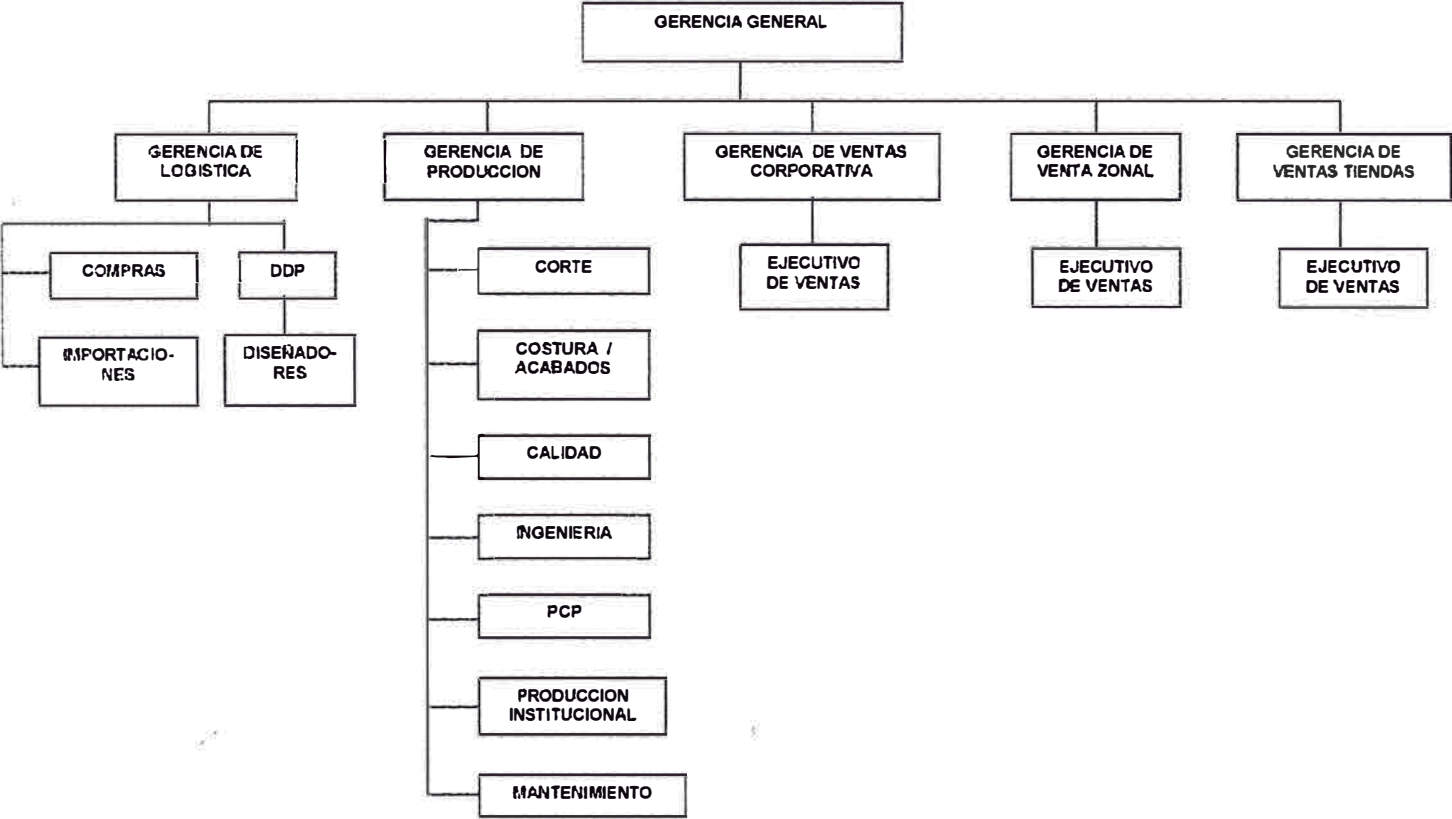 GERENCIA GENERAL
GERENCIA DE
LOGISTICA
GERENCIA DE
PRODUCCION
GERENCIA DE VENTAS
CORPORATIVA
GERENCIA DE
VENTA ZONAL
GERENCIA DE
VENTAS TIENDAS
COMPRAS
DDP
IMPORTACIO-
NES
DISEÑADO-
RES
CORTE
COSTURA /
ACABADOS
CALIDAD
INGENIERIA
PCP
PRODUCCION
INSTITUCIONAL
MANTENIMIENTO
EJECUTIVO
DE VENTAS
EJECUTIVO
DE VENTAS
EJECUTIVO
DE VENTAS